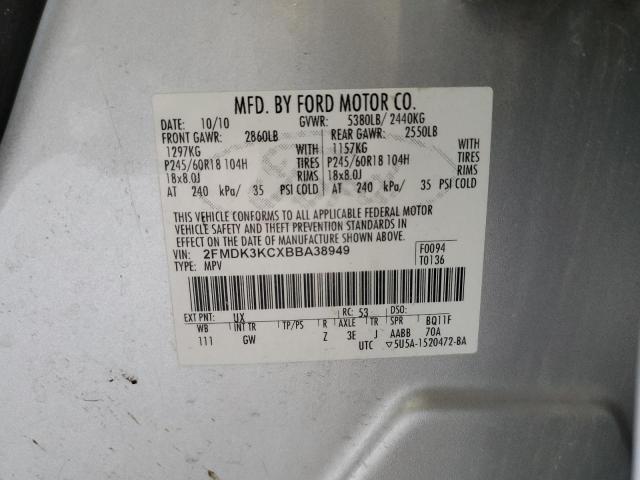 MFD. BY FORD MOTOR CO.
DATE: 10/10 GVWR: 5380LB/ 2440KG
FRONT GAWR: 2860LB REAR GAWR: 2550LB
1297KG WITH 1157KG WITH
P245/60R18 104H TIRES P245/60R18 104H TIRES
18x8.0J RIMS 18x8.0J RIMS
AT 240 kPa/ 35 PSI COLD AT 240 kPa/ 35 PSI COLD
THIS VEHICLE CONFORMS TO ALL APPLICABLE FEDERAL MOTOR
VEHICLE SAFETY AND THEFT PREVENTION STANDARDS IN
EFFECT ON THE DATE OF MANUFACTURE SHOWN ABOVE.
VIN: 2FMDK3KCXBBA38949 F0094
TYPE: MPV T0136
EXT PNT: UX RC: 53 DSO:
WB INT TR TP/PS R AXLE TR SPR BQ11F
111 GW Z 3E J AABB 70A
UTC ▽5U5A-1520472-BA